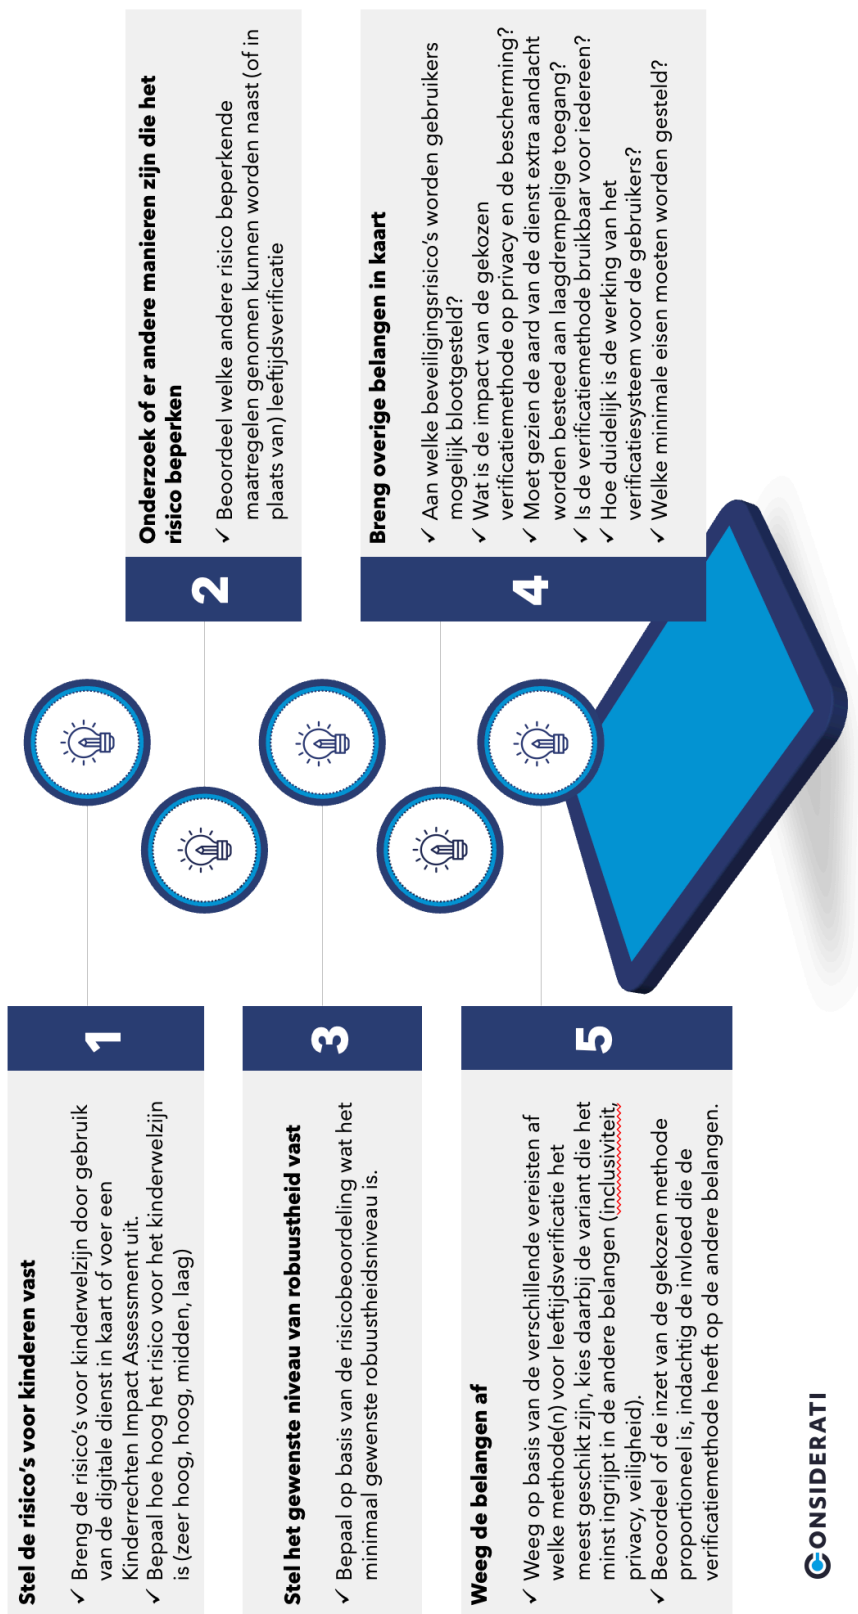 1
Stel de risico's voor kinderen vast
✓ Breng de risico's voor kinderwelzijn door gebruik
van de digitale dienst in kaart of voer een
Kinderrechten Impact Assessment uit.
✓ Bepaal hoe hoog het risico voor het kinderwelzijn
is (zeer hoog, hoog, midden, laag)
2
Onderzoek of er andere manieren zijn die het
risico beperken
✓ Beoordeel welke andere risico beperkende
maatregelen genomen kunnen worden naast (of in
plaats van) leeftijdsverificatie
3
Stel het gewenste niveau van robuustheid vast
✓ Bepaal op basis van de risicobeoordeling wat het
minimaal gewenste robuustheidsniveau is.
4
Breng overige belangen in kaart
✓ Aan welke beveiligingsrisico's worden gebruikers
mogelijk blootgesteld?
✓ Wat is de impact van de gekozen
verificatiemethode op privacy en de bescherming?
✓ Moet gezien de aard van de dienst extra aandacht
worden besteed aan laagdrempelige toegang?
✓ Is de verificatiemethode bruikbaar voor iedereen?
✓ Hoe duidelijk is de werking van het
verificatiesysteem voor de gebruikers?
✓ Welke minimale eisen moeten worden gesteld?
5
Weeg de belangen af
✓ Weeg op basis van de verschillende vereisten af
welke methode(n) voor leeftijdsverificatie het
meest geschikt zijn, kies daarbij de variant die het
minst ingrijpt in de andere belangen (inclusiviteit,
privacy, veiligheid).
✓ Beoordeel of de inzet van de gekozen methode
proportioneel is, indachtig de invloed die de
verificatiemethode heeft op de andere belangen.
CONSIDERATI